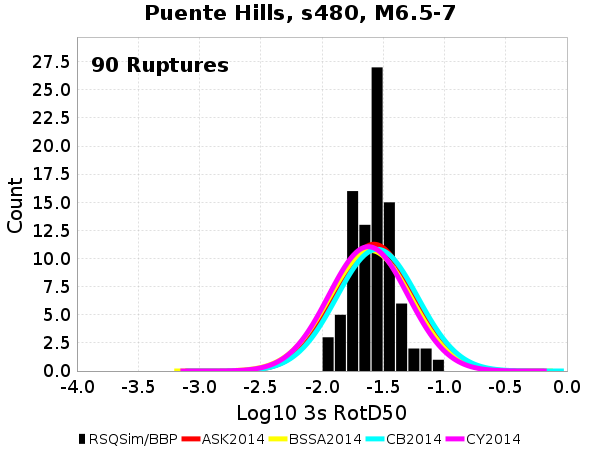 Puente Hills, s480, M6.5-7
90 Ruptures
27.5
25.0
22.5
20.0
17.5
15.0
12.5
10.0
7.5
5.0
2.5
0.0
Count
-4.0 -3.5 -3.0 -2.5 -2.0 -1.5 -1.0 -0.5 0.0
Log10 3s RotD50
RSQSim/BBP ASK2014 BSSA2014 CB2014 CY2014